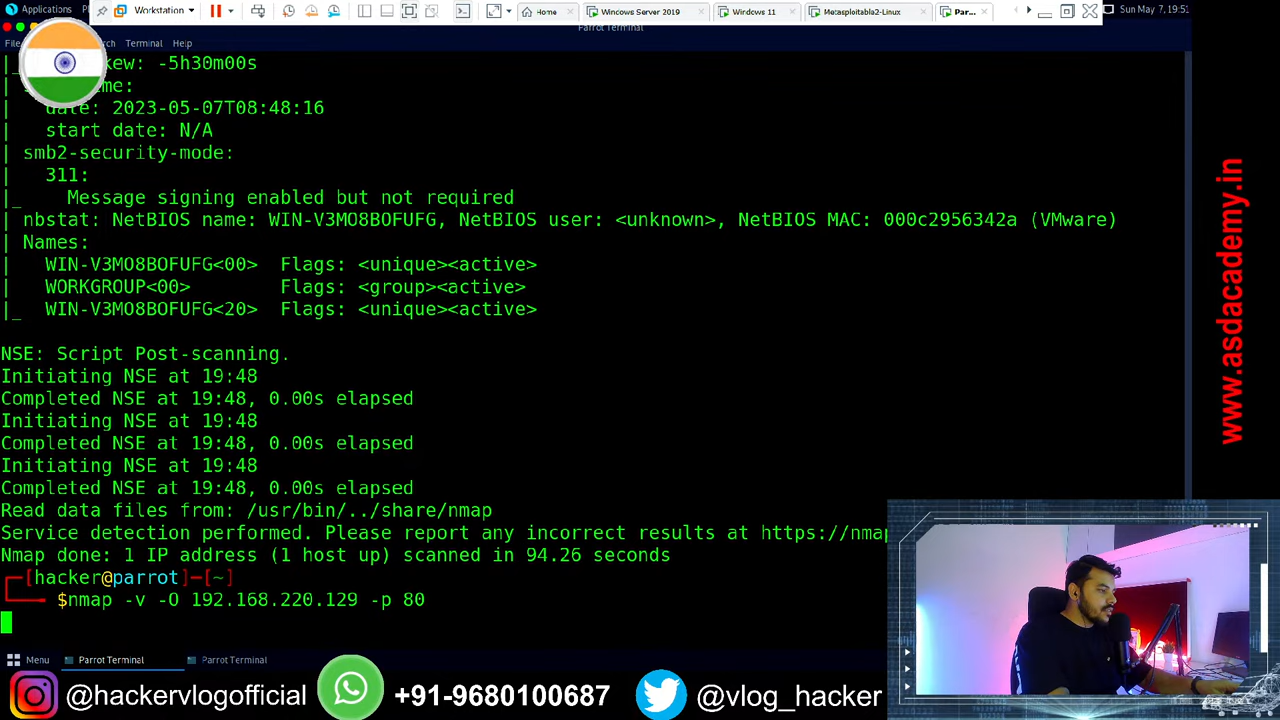 Applications
Workstation
Home
Windows Server 2019
Windows 11
Metasploitable2-Linux
Par...
Sun May 7, 19:51
Parrot Terminal
Terminal
Help
kew: -5h30m00s
me:
date: 2023-05-07T08:48:16
| start date: N/A
| smb2-security-mode:
| 311:
|_ Message signing enabled but not required
| nbstat: NetBIOS name: WIN-V3MO8BOFUFG, NetBIOS user: <unknown>, NetBIOS MAC: 000c2956342a (VMware)
| Names:
| WIN-V3MO8BOFUFG<00> Flags: <unique><active>
| WORKGROUP<00> Flags: <group><active>
|_ WIN-V3MO8BOFUFG<20> Flags: <unique><active>
NSE: Script Post-scanning.
Initiating NSE at 19:48
Completed NSE at 19:48, 0.00s elapsed
Initiating NSE at 19:48
Completed NSE at 19:48, 0.00s elapsed
Initiating NSE at 19:48
Completed NSE at 19:48, 0.00s elapsed
Read data files from: /usr/bin/../share/nmap
Service detection performed. Please report any incorrect results at https://nmap
Nmap done: 1 IP address (1 host up) scanned in 94.26 seconds
┌─[hacker@parrot]─[~]
└──╼ $nmap -v -O 192.168.220.129 -p 80
Menu
Parrot Terminal
Parrot Terminal
@hackervlogofficial
+91-9680100687
@vlog_hacker
www.asdacademy.in